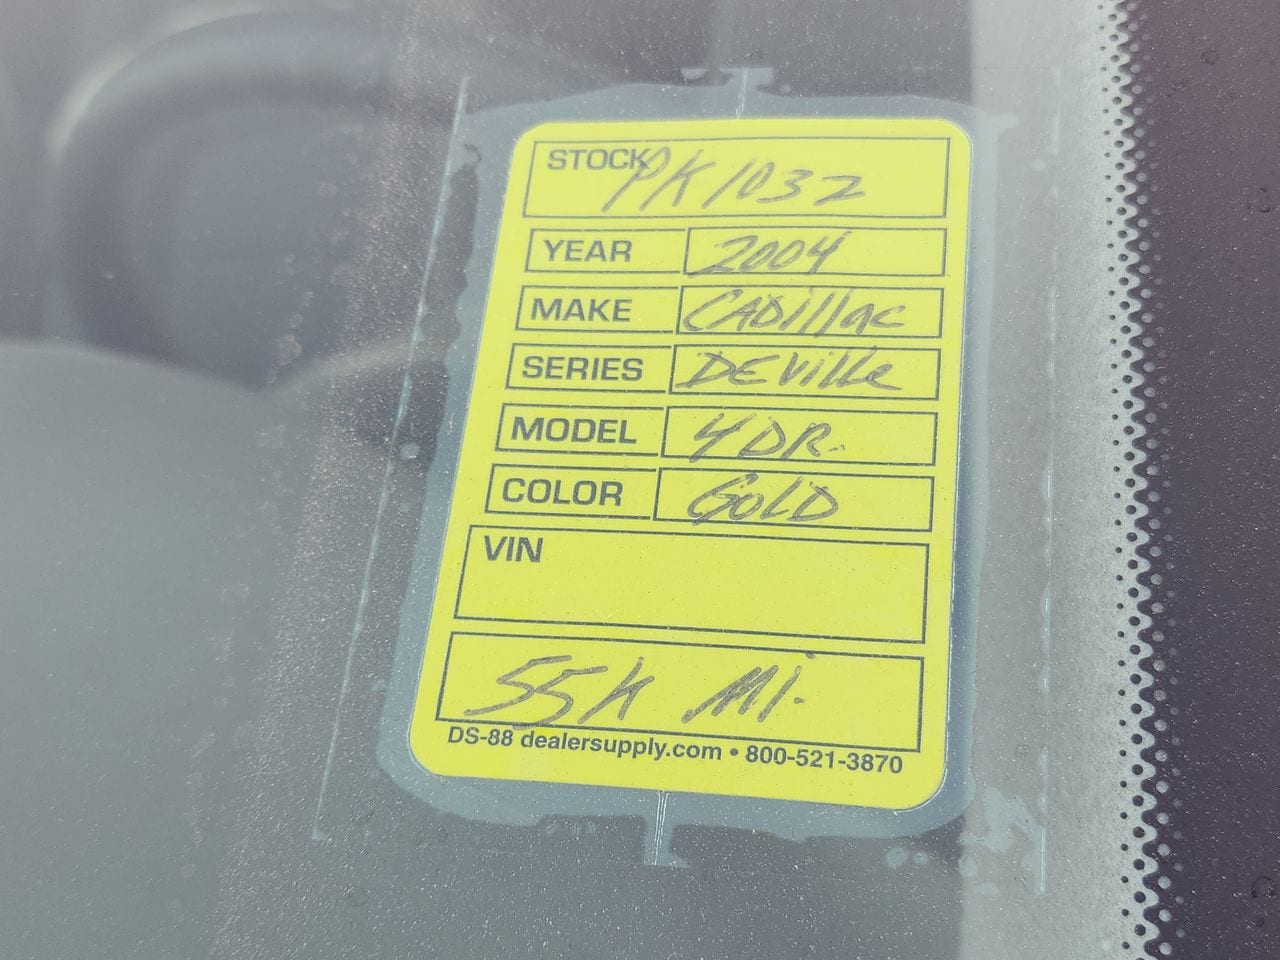 STOCK PK1032
YEAR 2004
MAKE CADillac
SERIES DEVille
MODEL 4DR.
COLOR GOLD
VIN
55K MI.
DS-88 dealersupply.com • 800-521-3870